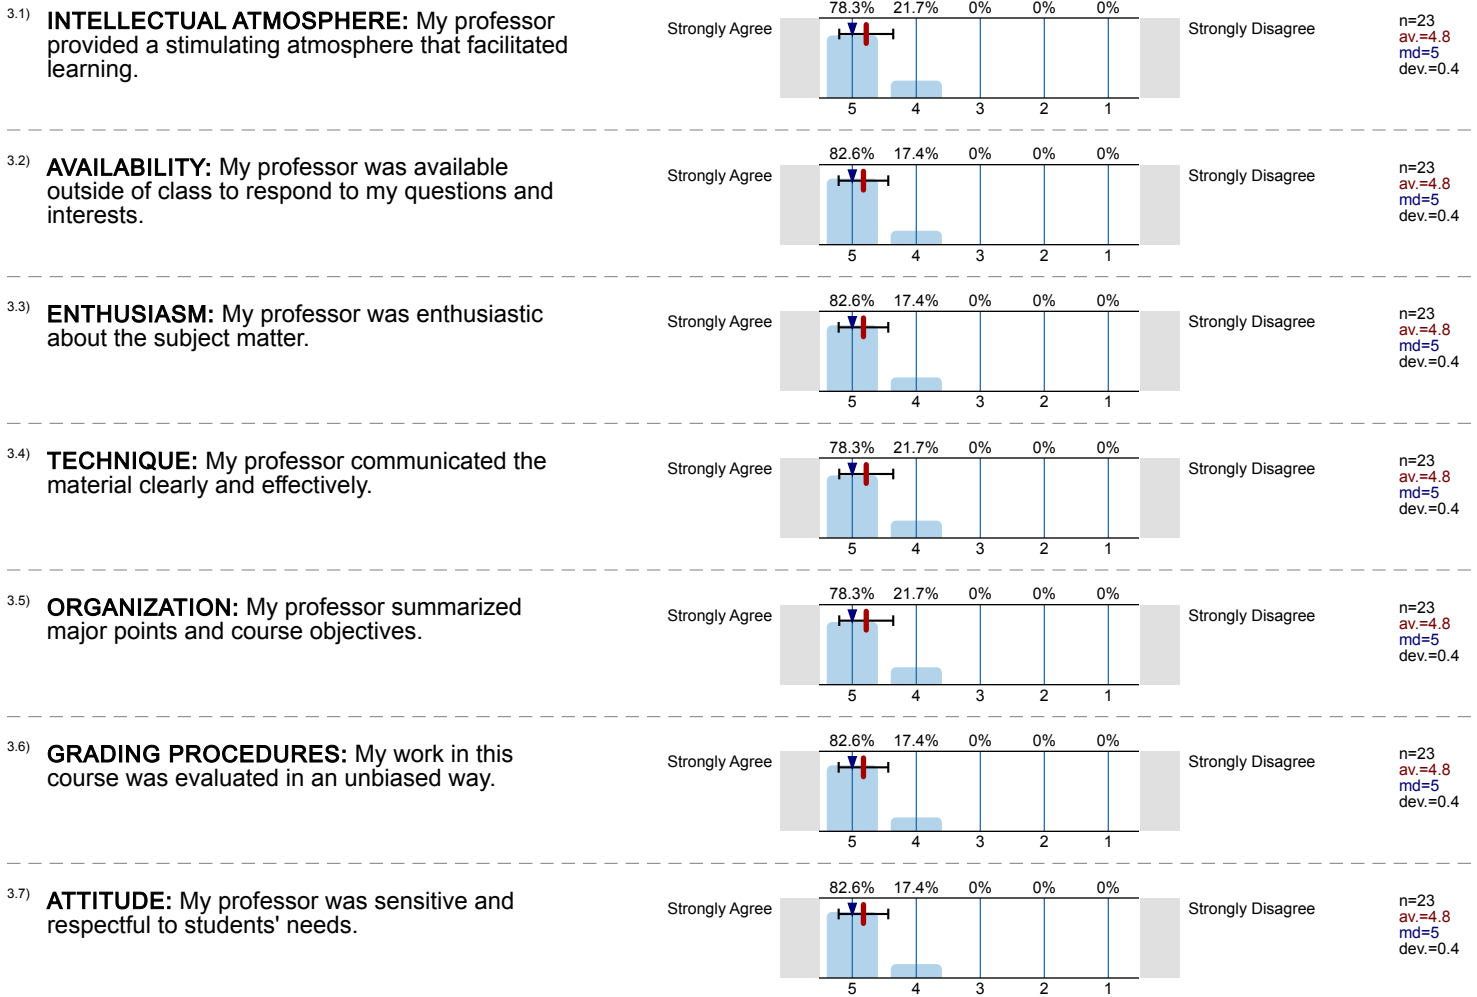 3.1) INTELLECTUAL ATMOSPHERE: My professor
provided a stimulating atmosphere that facilitated
learning.
Strongly Agree
78.3% 21.7% 0% 0% 0%
5 4 3 2 1
Strongly Disagree
n=23
av.=4.8
md=5
dev.=0.4
3.2) AVAILABILITY: My professor was available
outside of class to respond to my questions and
interests.
Strongly Agree
82.6% 17.4% 0% 0% 0%
5 4 3 2 1
Strongly Disagree
n=23
av.=4.8
md=5
dev.=0.4
3.3) ENTHUSIASM: My professor was enthusiastic
about the subject matter.
Strongly Agree
82.6% 17.4% 0% 0% 0%
5 4 3 2 1
Strongly Disagree
n=23
av.=4.8
md=5
dev.=0.4
3.4) TECHNIQUE: My professor communicated the
material clearly and effectively.
Strongly Agree
78.3% 21.7% 0% 0% 0%
5 4 3 2 1
Strongly Disagree
n=23
av.=4.8
md=5
dev.=0.4
3.5) ORGANIZATION: My professor summarized
major points and course objectives.
Strongly Agree
78.3% 21.7% 0% 0% 0%
5 4 3 2 1
Strongly Disagree
n=23
av.=4.8
md=5
dev.=0.4
3.6) GRADING PROCEDURES: My work in this
course was evaluated in an unbiased way.
Strongly Agree
82.6% 17.4% 0% 0% 0%
5 4 3 2 1
Strongly Disagree
n=23
av.=4.8
md=5
dev.=0.4
3.7) ATTITUDE: My professor was sensitive and
respectful to students' needs.
Strongly Agree
82.6% 17.4% 0% 0% 0%
5 4 3 2 1
Strongly Disagree
n=23
av.=4.8
md=5
dev.=0.4